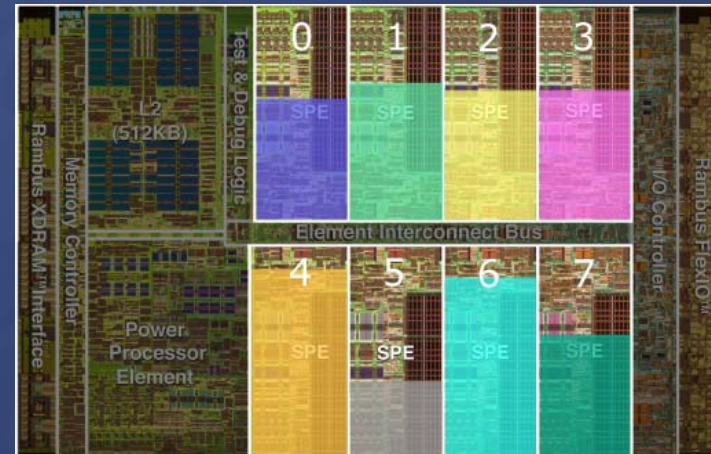 Rambus XDRAM™ Interface
Memory Controller
L2
(512KB)
Test & Debug Logic
0
1
2
3
SPE
SPE
SPE
SPE
I/O Controller
Rambus FlexIO™
Element Interconnect Bus
Power
Processor
Element
4
5
6
7
SPE
SPE
SPE
SPE